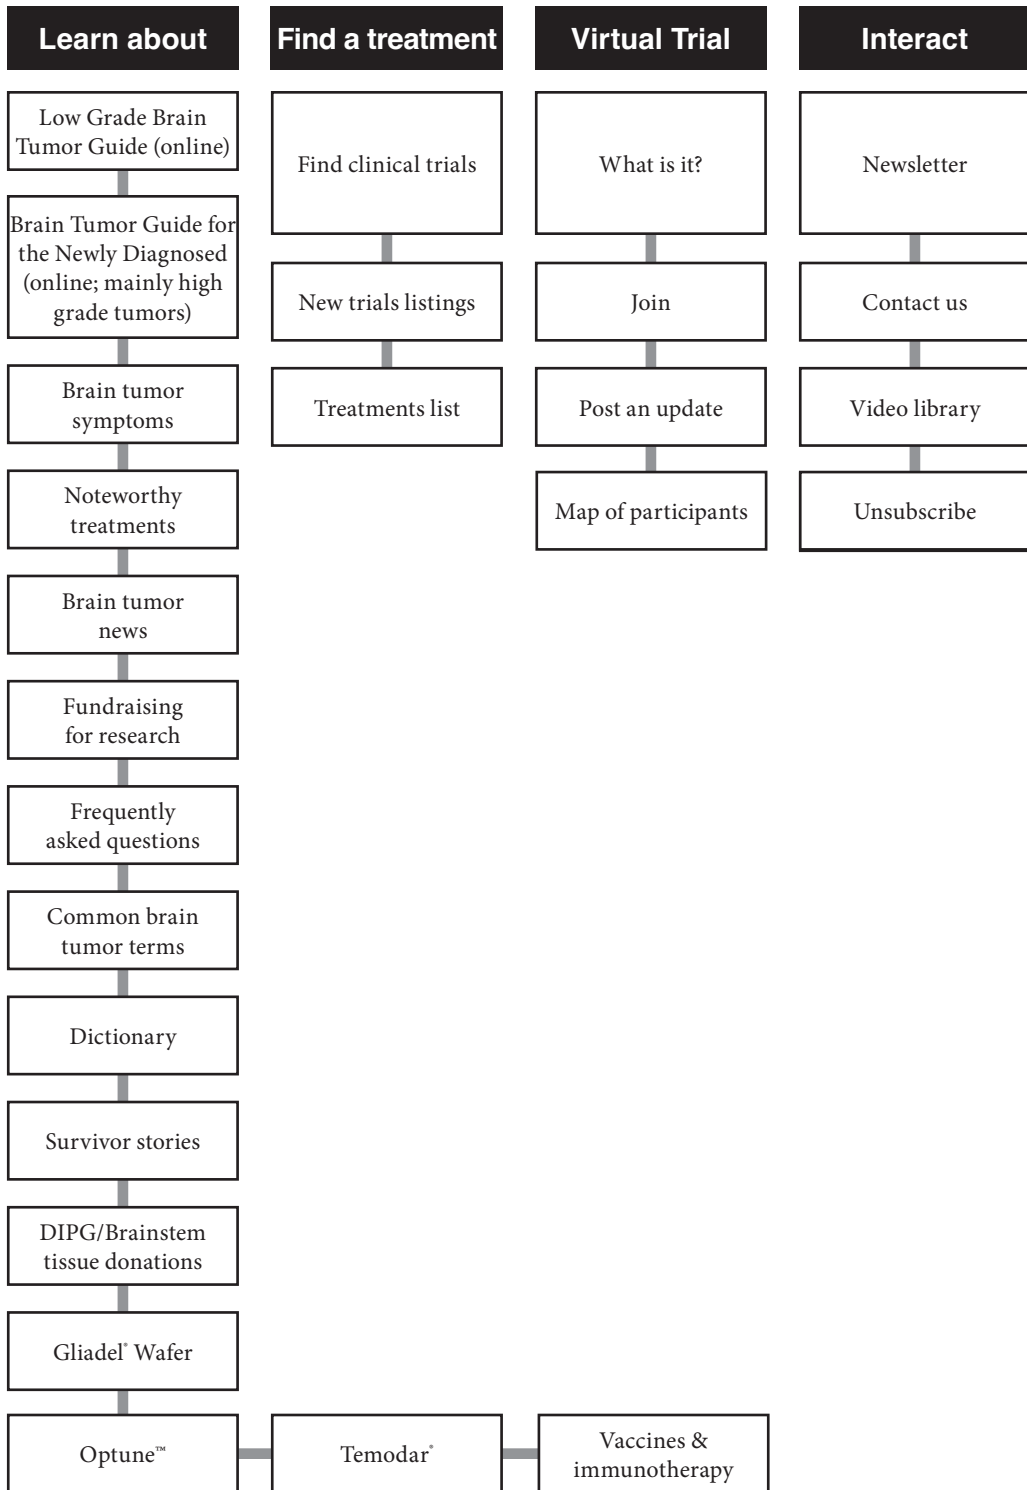 Learn about
Low Grade Brain
Tumor Guide (online)
Brain Tumor Guide for
the Newly Diagnosed
(online; mainly high
grade tumors)
Brain tumor
symptoms
Noteworthy
treatments
Brain tumor
news
Fundraising
for research
Frequently
asked questions
Common brain
tumor terms
Dictionary
Survivor stories
DIPG/Brainstem
tissue donations
Gliadel® Wafer
Optune™
Temodar®
Vaccines &
immunotherapy
Find a treatment
Find clinical trials
New trials listings
Treatments list
Virtual Trial
What is it?
Join
Post an update
Map of participants
Interact
Newsletter
Contact us
Video library
Unsubscribe